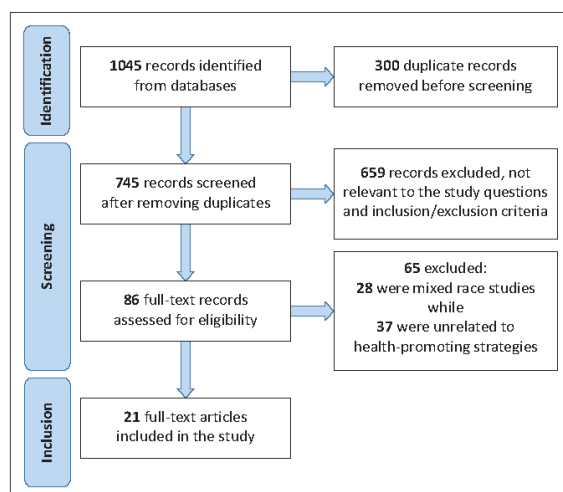 Identification
1045 records identified
from databases
300 duplicate records
removed before screening
Screening
745 records screened
after removing duplicates
659 records excluded, not
relevant to the study questions
and inclusion/exclusion criteria
86 full-text records
assessed for eligibility
65 excluded:
28 were mixed race studies
while
37 were unrelated to
health-promoting strategies
Inclusion
21 full-text articles
included in the study